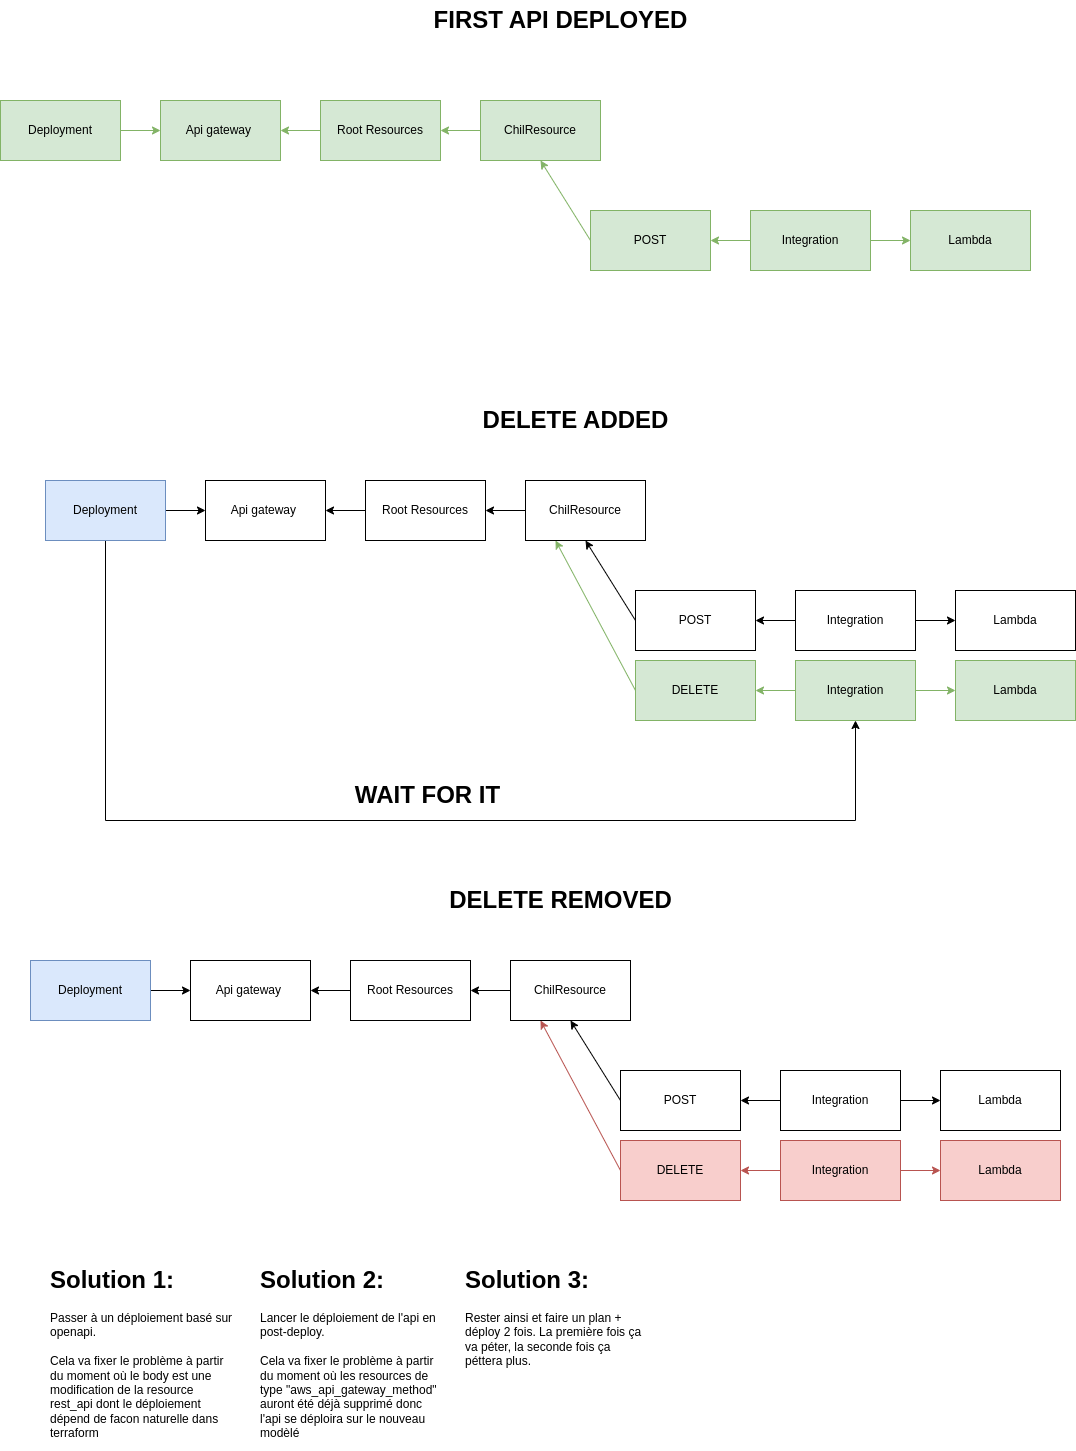 FIRST API DEPLOYED
Deployment
Api gateway
Root Resources
ChilResource
POST
Integration
Lambda
DELETE ADDED
Deployment
Api gateway
Root Resources
ChilResource
POST
Integration
Lambda
DELETE
Integration
Lambda
WAIT FOR IT
DELETE REMOVED
Deployment
Api gateway
Root Resources
ChilResource
POST
Integration
Lambda
DELETE
Integration
Lambda
Solution 1:
Passer à un déploiement basé sur
openapi.
Cela va fixer le problème à partir
du moment où le body est une
modification de la resource
rest_api dont le déploiement
dépend de facon naturelle dans
terraform
Solution 2:
Lancer le déploiement de l'api en
post-deploy.
Cela va fixer le problème à partir
du moment où les resources de
type "aws_api_gateway_method"
auront été déjà supprimé donc
l'api se déploira sur le nouveau
modèlé
Solution 3:
Rester ainsi et faire un plan +
déploy 2 fois. La première fois ça
va péter, la seconde fois ça
péttera plus.